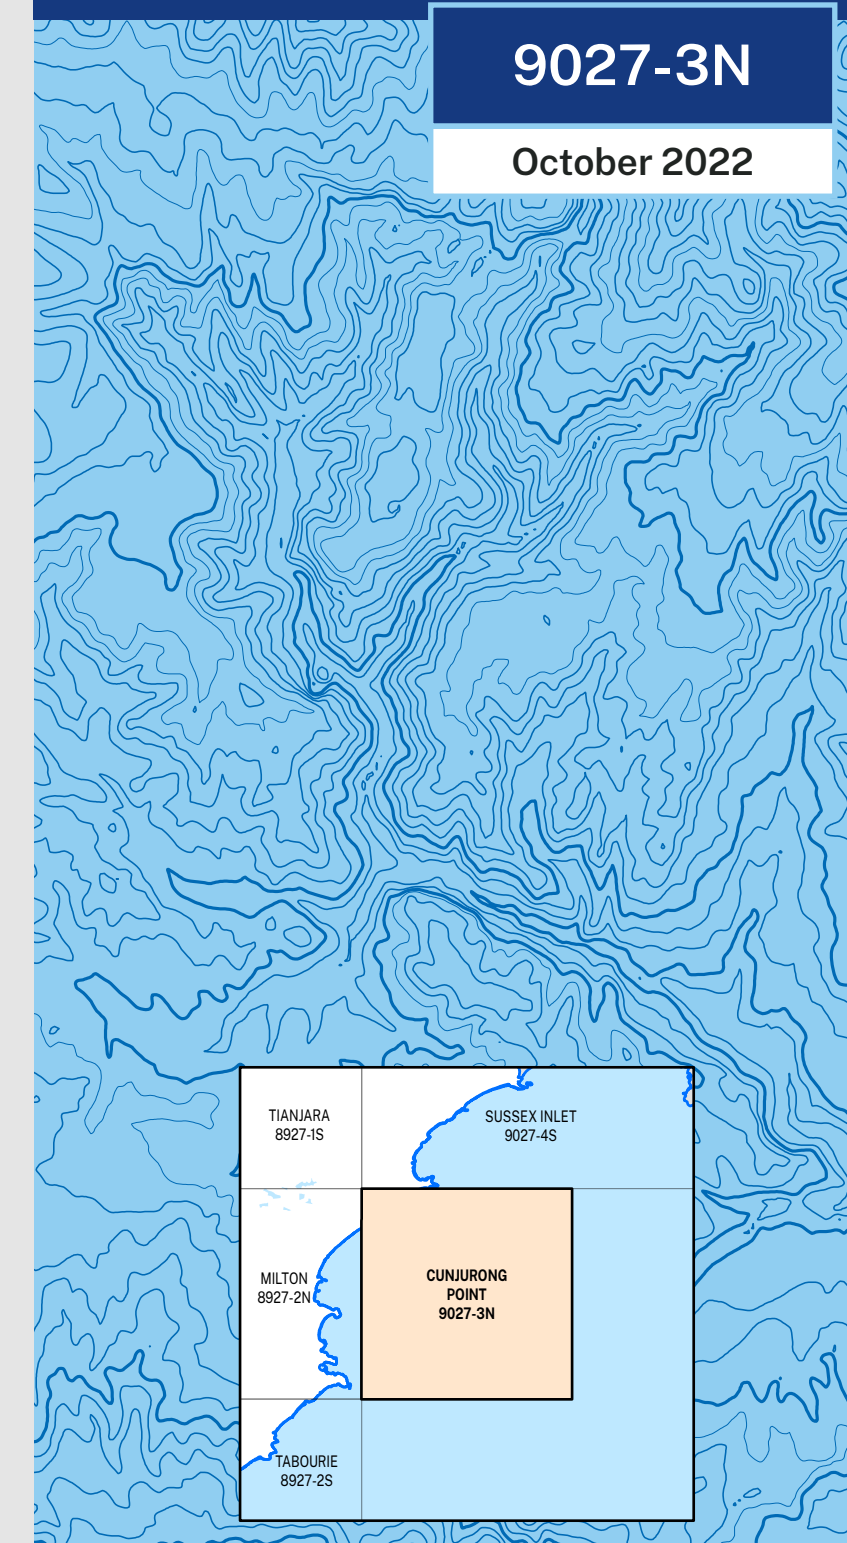 9027-3N
October 2022
TIANJARA
8927-1S
SUSSEX INLET
9027-4S
MILTON
8927-2N
CUNJURONG
POINT
9027-3N
TABOURIE
8927-2S